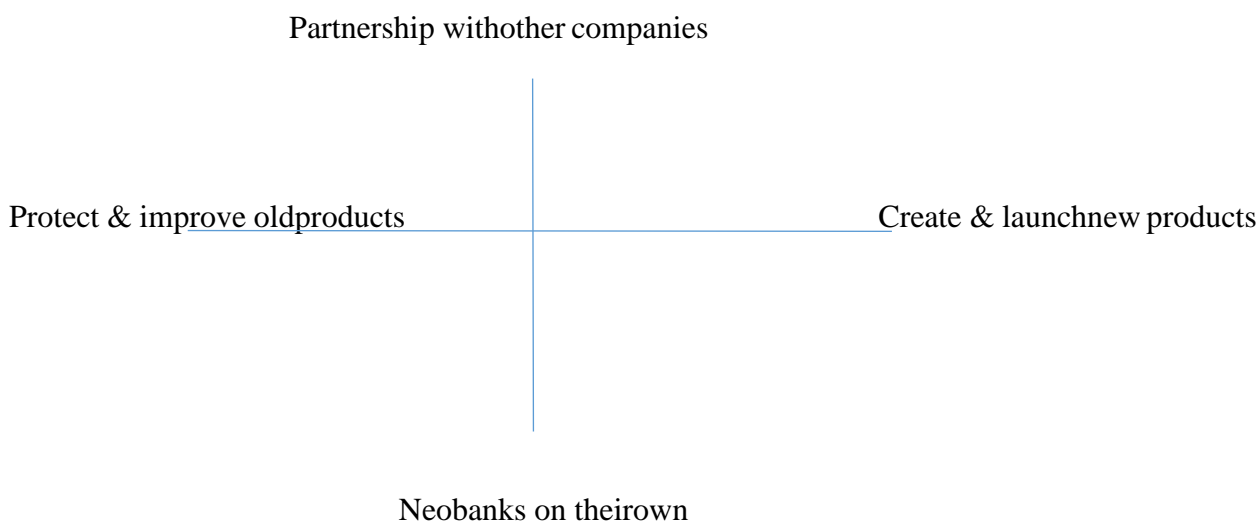 Partnership withother companies
Protect & improve oldproducts
Create & launchnew products
Neobanks on theirown